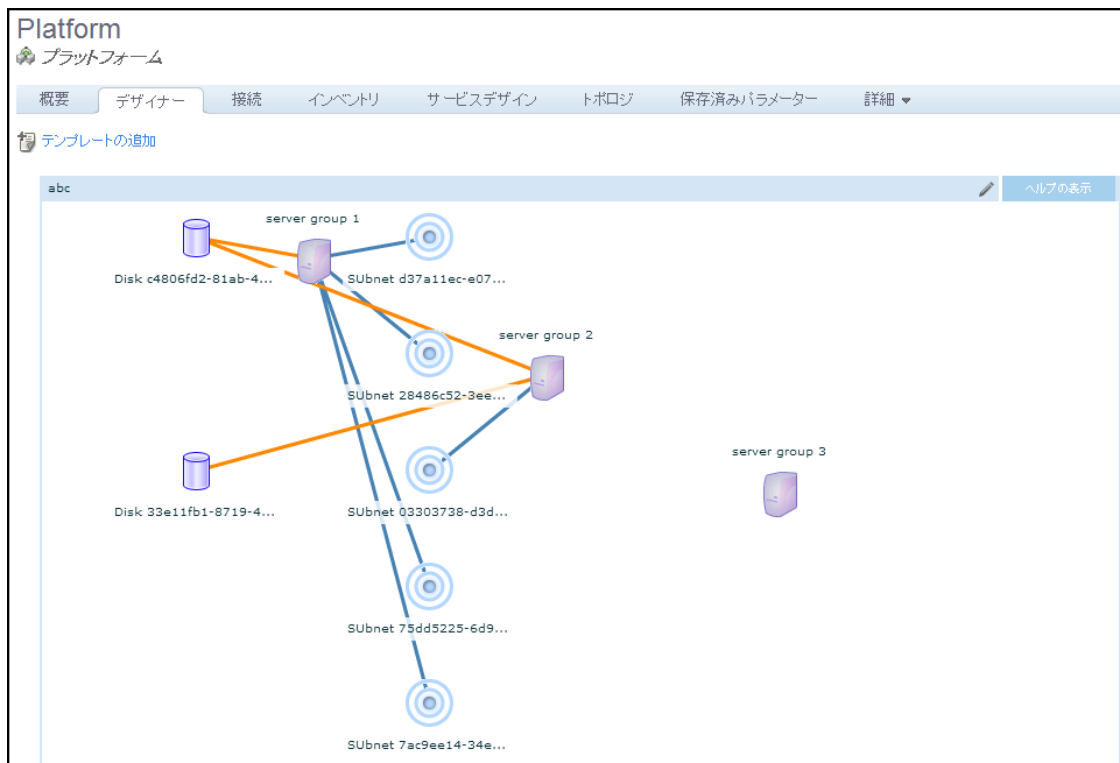 Platform
プラットフォーム
概要 デザイナー 接続 インベントリ サービスデザイン トポロジ 保存済みパラメーター 詳細
テンプレートの追加
abc ヘルプの表示
server group 1
Disk c4806fd2-81ab-4... SUbnet d37a11ec-e07...
server group 2
SUbnet 28486c52-3ee...
server group 3
Disk 33e11fb1-8719-4... SUbnet 03303738-d3d...
SUbnet 75dd5225-6d9...
SUbnet 7ac9ee14-34e...